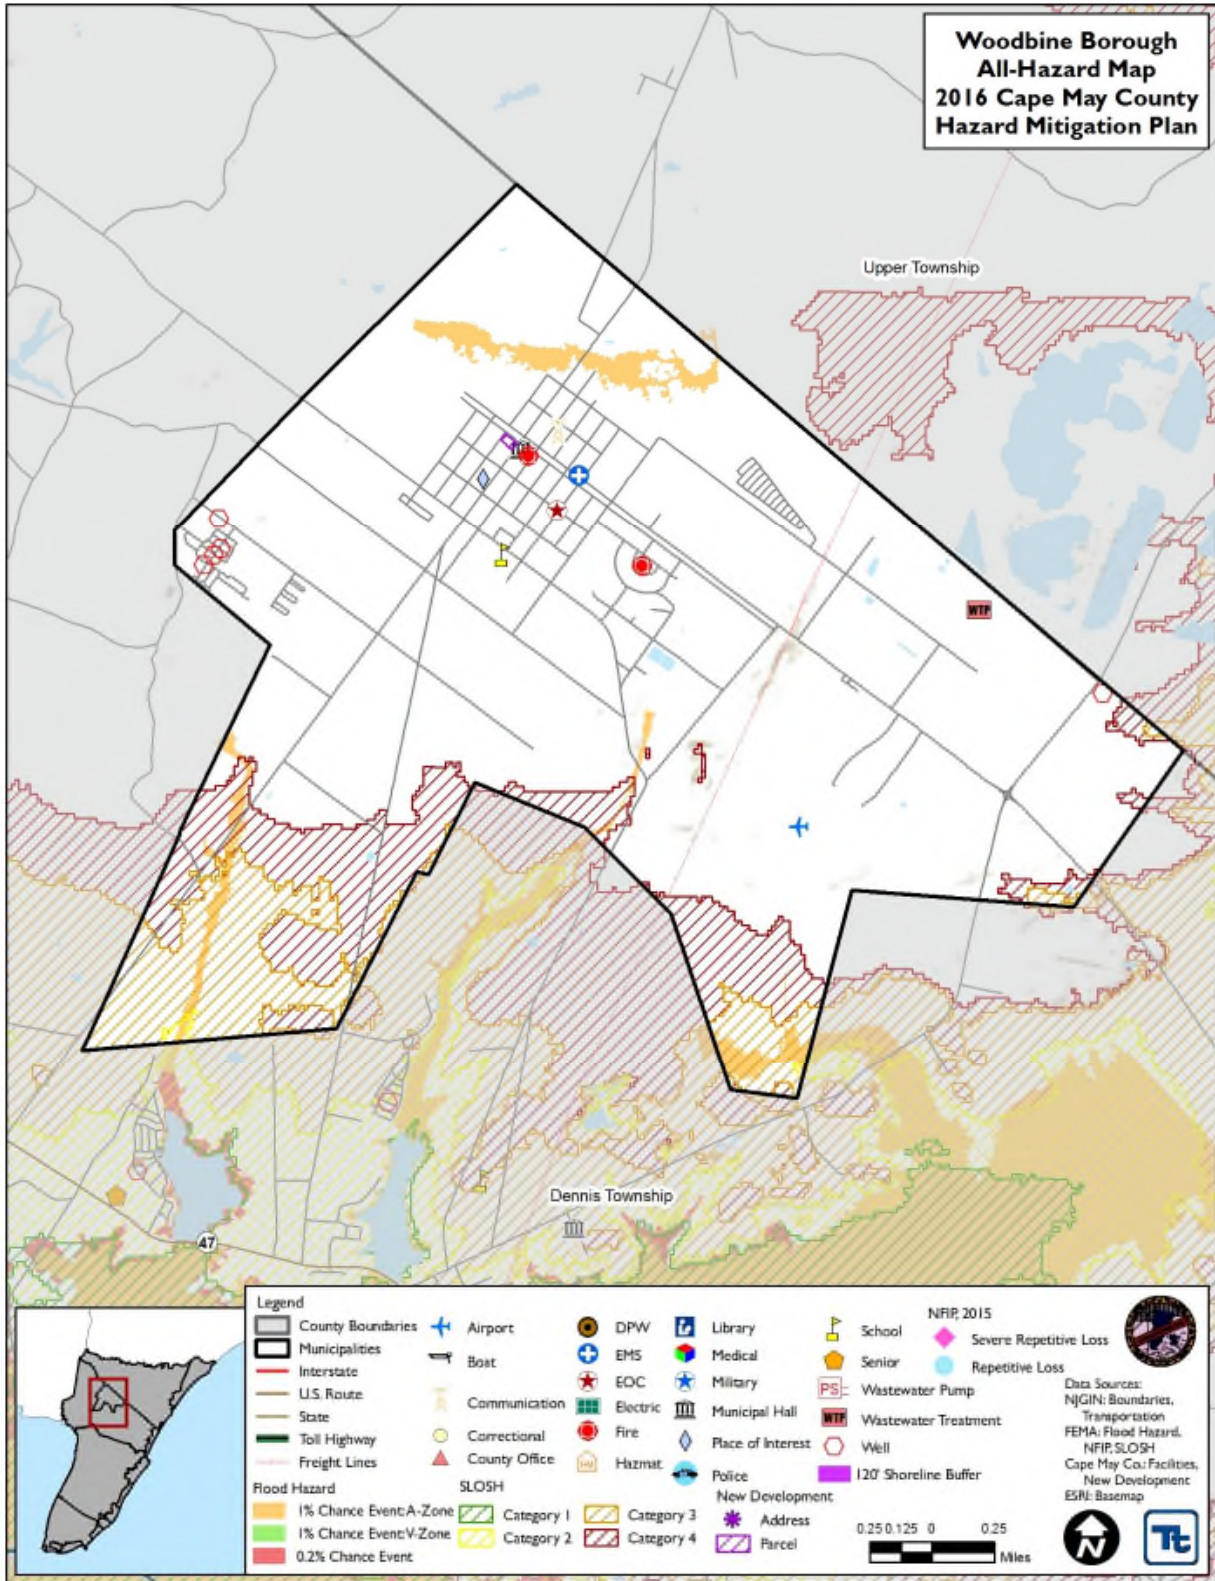 Woodbine Borough
All-Hazard Map
2016 Cape May County
Hazard Mitigation Plan
Upper Township
WTP
Dennis Township
47
Legend
County Boundaries
Municipalities
Interstate
U.S. Route
State
Toll Highway
Freight Lines
Flood Hazard
1% Chance Event: A-Zone
1% Chance Event: V-Zone
0.2% Chance Event
Airport
Boat
Communication
Correctional
County Office
SLOSH
Category 1
Category 2
Category 3
Category 4
DPW
EMS
EOC
Electric
Fire
Hazmat
Library
Medical
Military
Municipal Hall
Place of Interest
Police
New Development
Address
Parcel
School
Senior
PS Wastewater Pump
WTP Wastewater Treatment
Well
120' Shoreline Buffer
NFIP, 2015
Severe Repetitive Loss
Repetitive Loss
Data Sources:
NJGIN: Boundaries,
Transportation
FEMA: Flood Hazard,
NFIP, SLOSH
Cape May Co.: Facilities,
New Development
ESRI: Basemap
0.25 0.125 0 0.25
Miles
N
Tt